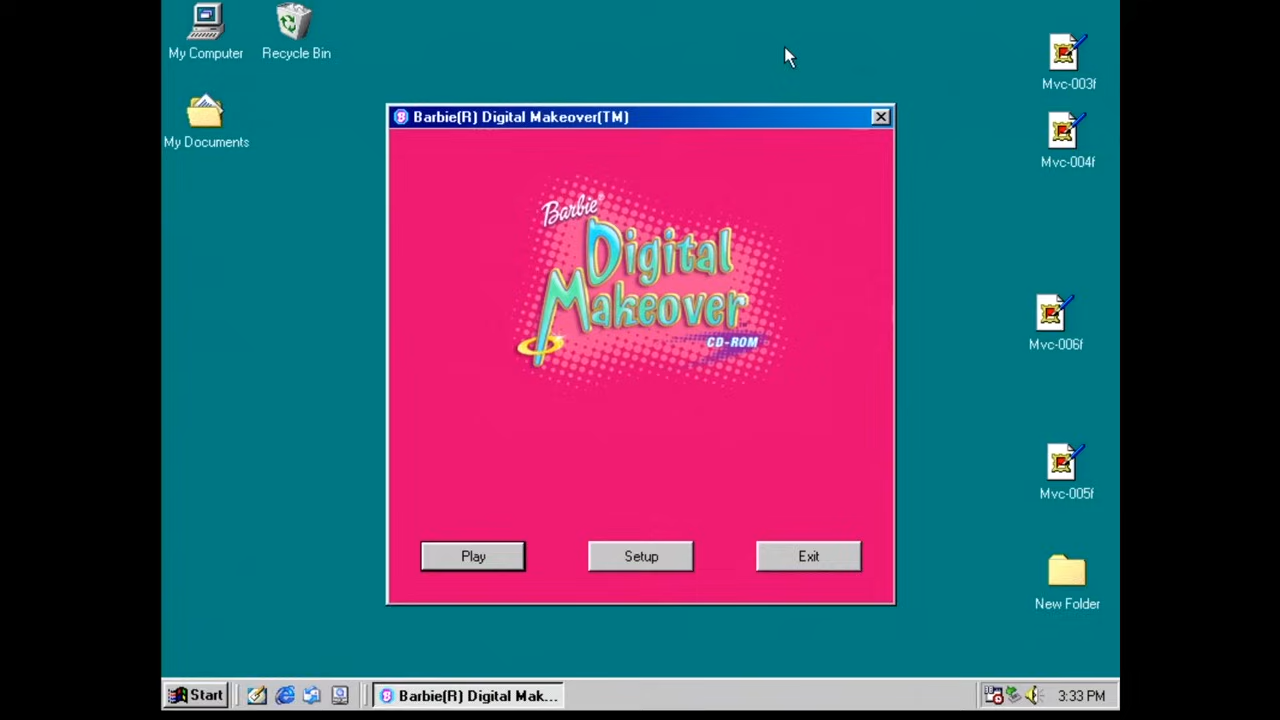 My Computer
Recycle Bin
My Documents
Mvc-003f
Mvc-004f
Mvc-006f
Mvc-005f
New Folder
Barbie(R) Digital Makeover(TM)
Barbie
Digital
Makeover
CD-ROM
Play
Setup
Exit
Start
Barbie(R) Digital Mak...
3:33 PM